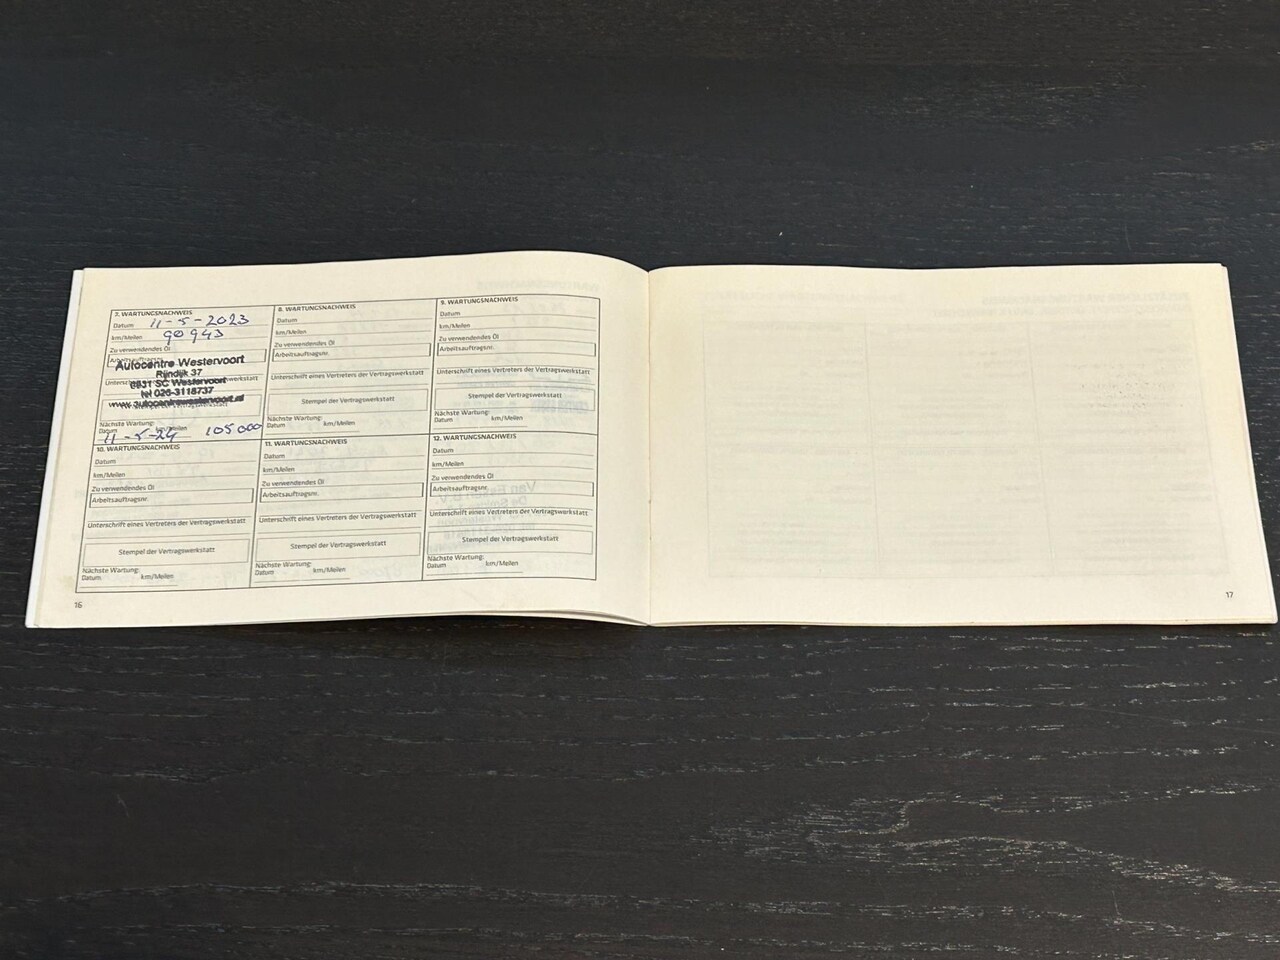 7. WARTUNGSNACHWEIS
Datum 11-5-2023
km/Meilen 90943
Zu verwendendes Öl
Arbeitsauftragsnr.
Autocentre Westervoort
Rijndijk 37
6931 SC Westervoort
tel 026-3118737
www.autocentrewestervoort.nl
Nächste Wartung:
Datum km/Meilen
11-5-24 105000
8. WARTUNGSNACHWEIS
Datum
km/Meilen
Zu verwendendes Öl
Arbeitsauftragsnr.
Unterschrift eines Vertreters der Vertragswerkstatt
Stempel der Vertragswerkstatt
Nächste Wartung:
Datum km/Meilen
9. WARTUNGSNACHWEIS
Datum
km/Meilen
Zu verwendendes Öl
Arbeitsauftragsnr.
Unterschrift eines Vertreters der Vertragswerkstatt
Stempel der Vertragswerkstatt
Nächste Wartung:
Datum km/Meilen
10. WARTUNGSNACHWEIS
Datum
km/Meilen
Zu verwendendes Öl
Arbeitsauftragsnr.
Unterschrift eines Vertreters der Vertragswerkstatt
Stempel der Vertragswerkstatt
Nächste Wartung:
Datum km/Meilen
11. WARTUNGSNACHWEIS
Datum
km/Meilen
Zu verwendendes Öl
Arbeitsauftragsnr.
Unterschrift eines Vertreters der Vertragswerkstatt
Stempel der Vertragswerkstatt
Nächste Wartung:
Datum km/Meilen
12. WARTUNGSNACHWEIS
Datum
km/Meilen
Zu verwendendes Öl
Arbeitsauftragsnr.
Unterschrift eines Vertreters der Vertragswerkstatt
Stempel der Vertragswerkstatt
Nächste Wartung:
Datum km/Meilen
16
17